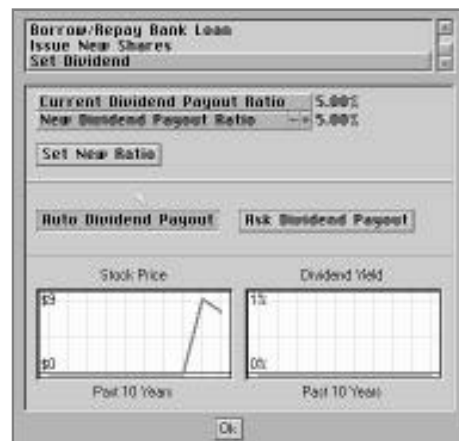 Borrow/Repay Bank Loan
Issue New Shares
Set Dividend
Current Dividend Payout Ratio 5.00%
New Dividend Payout Ratio -+ 5.00%
Set New Ratio
Auto Dividend Payout Ask Dividend Payout
Stock Price Dividend Yield
$9 1%
$0 0%
Past 10 Years Past 10 Years
Ok